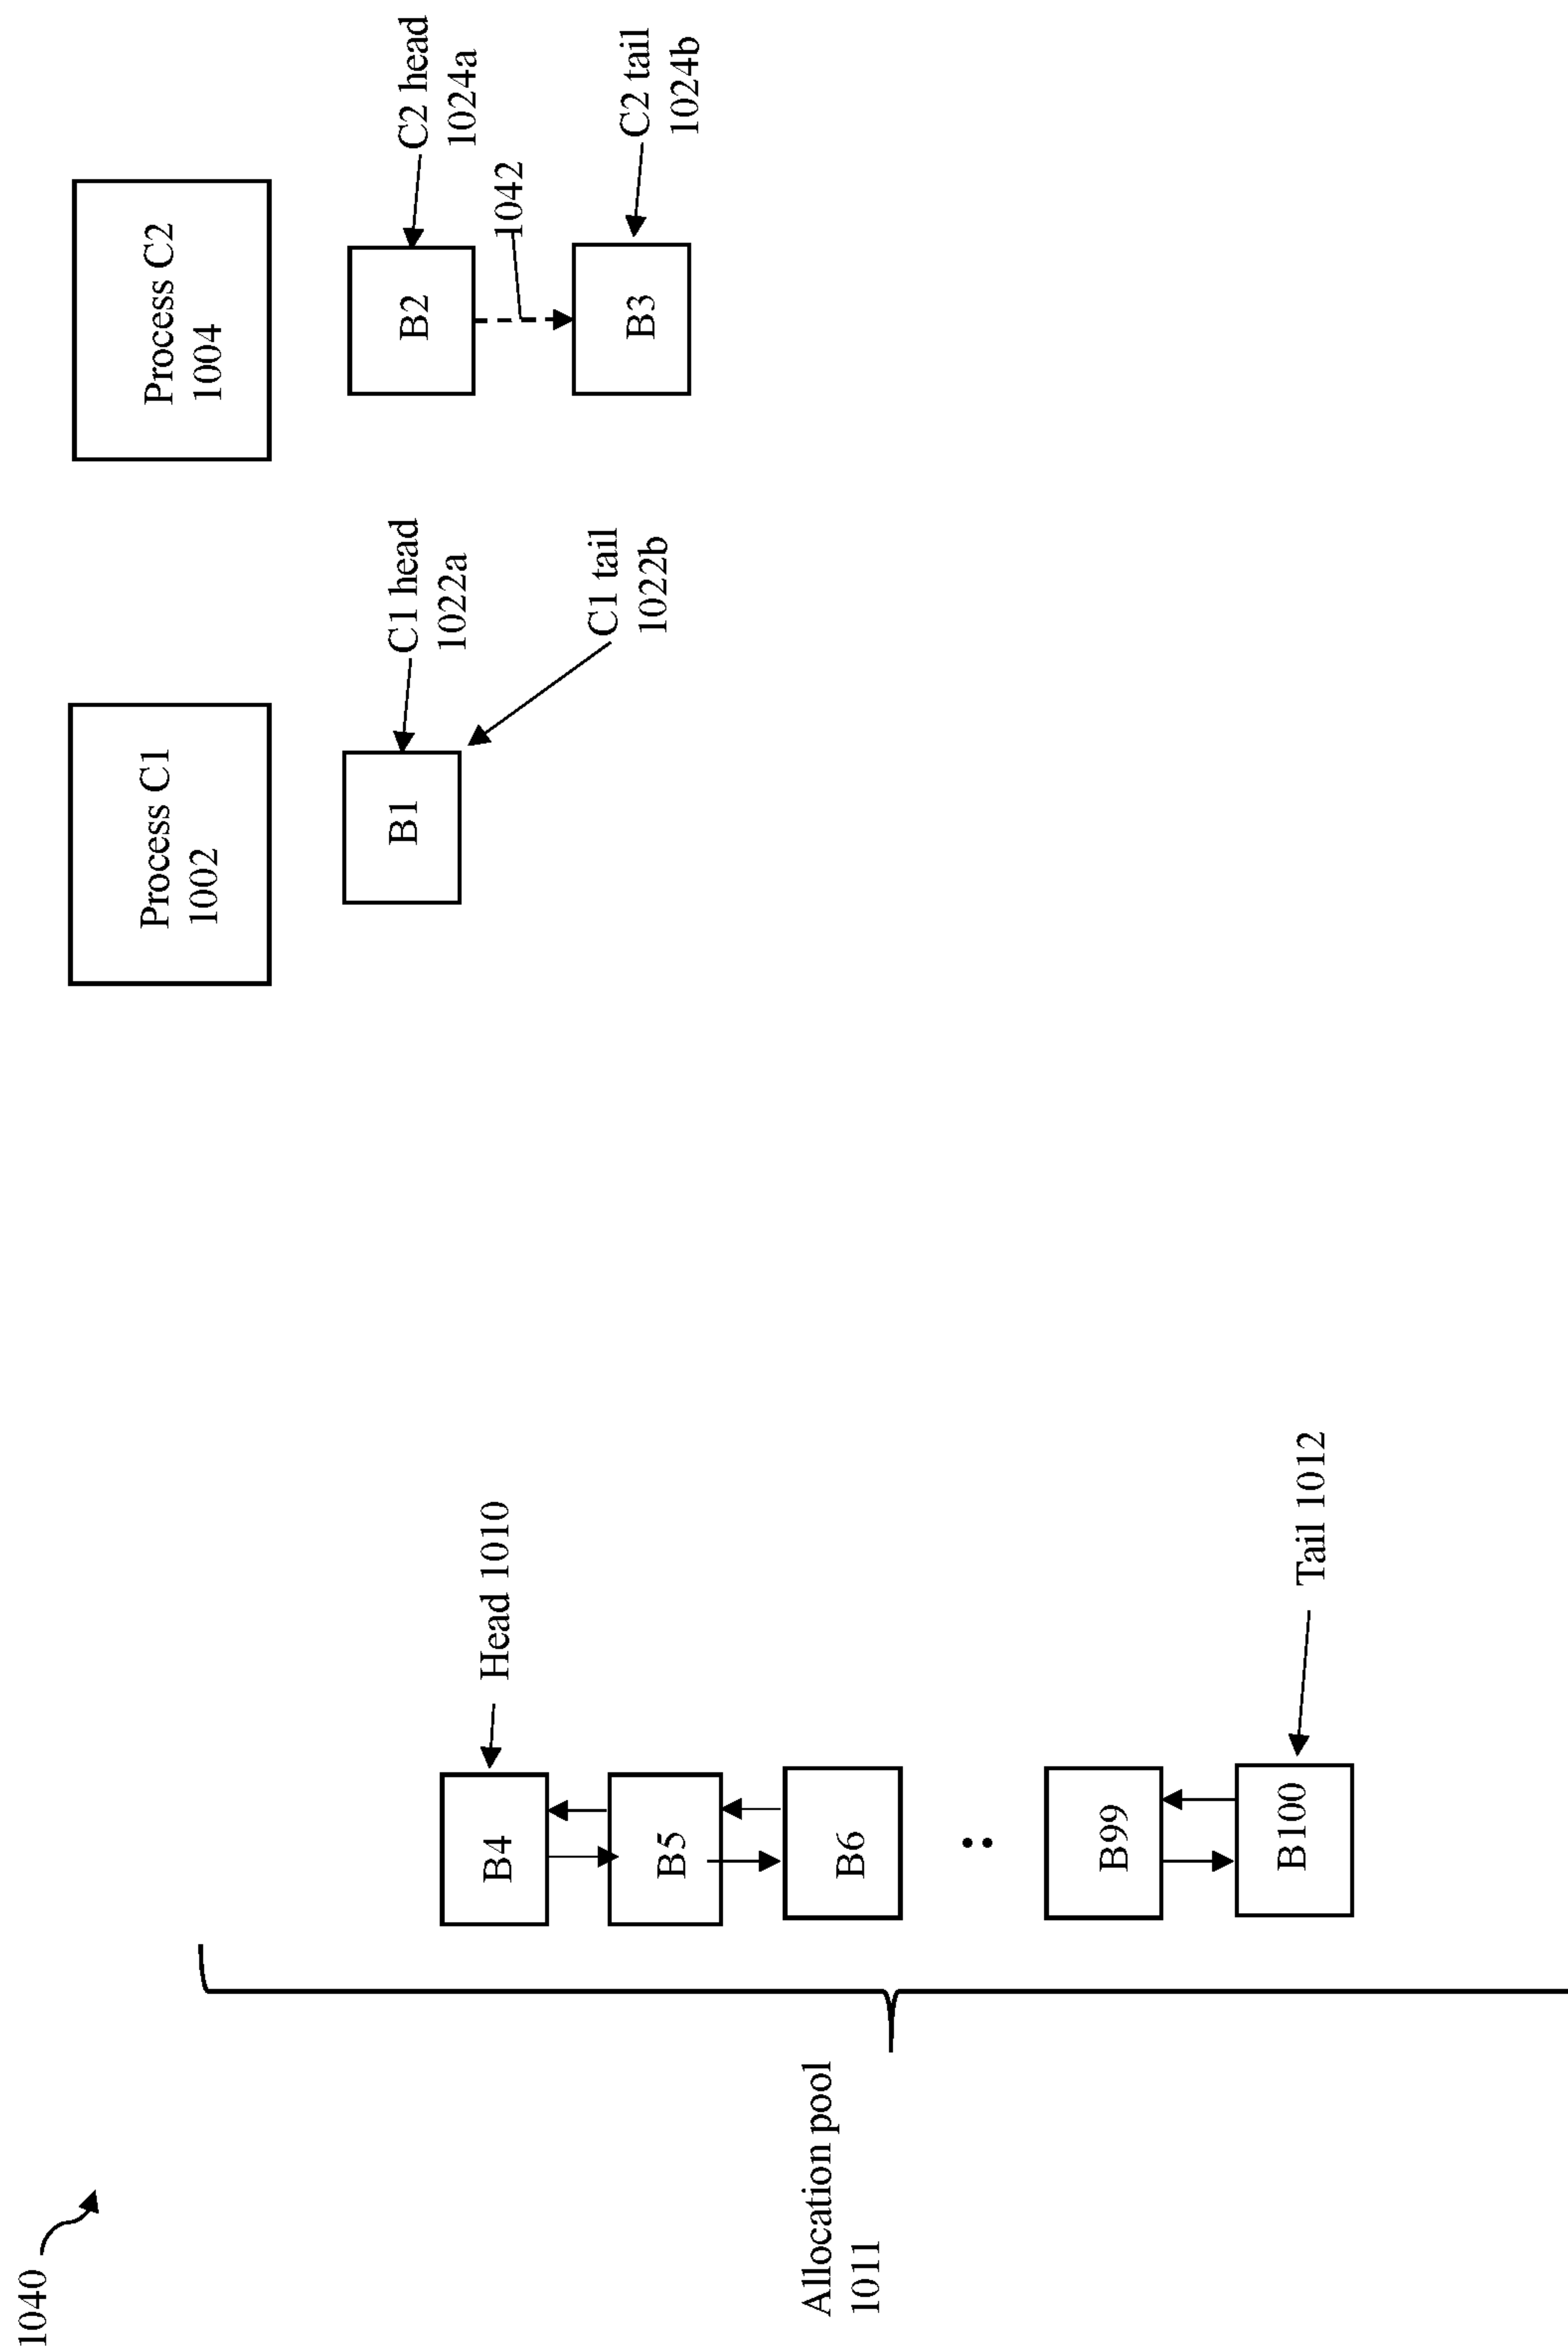 1040
Process C1
1002
Process C2
1004
B1
C1 head
1022a
C1 tail
1022b
B2
C2 head
1024a
1042
B3
C2 tail
1024b
Allocation pool
1011
B4
Head 1010
B5
B6
B99
B100
Tail 1012